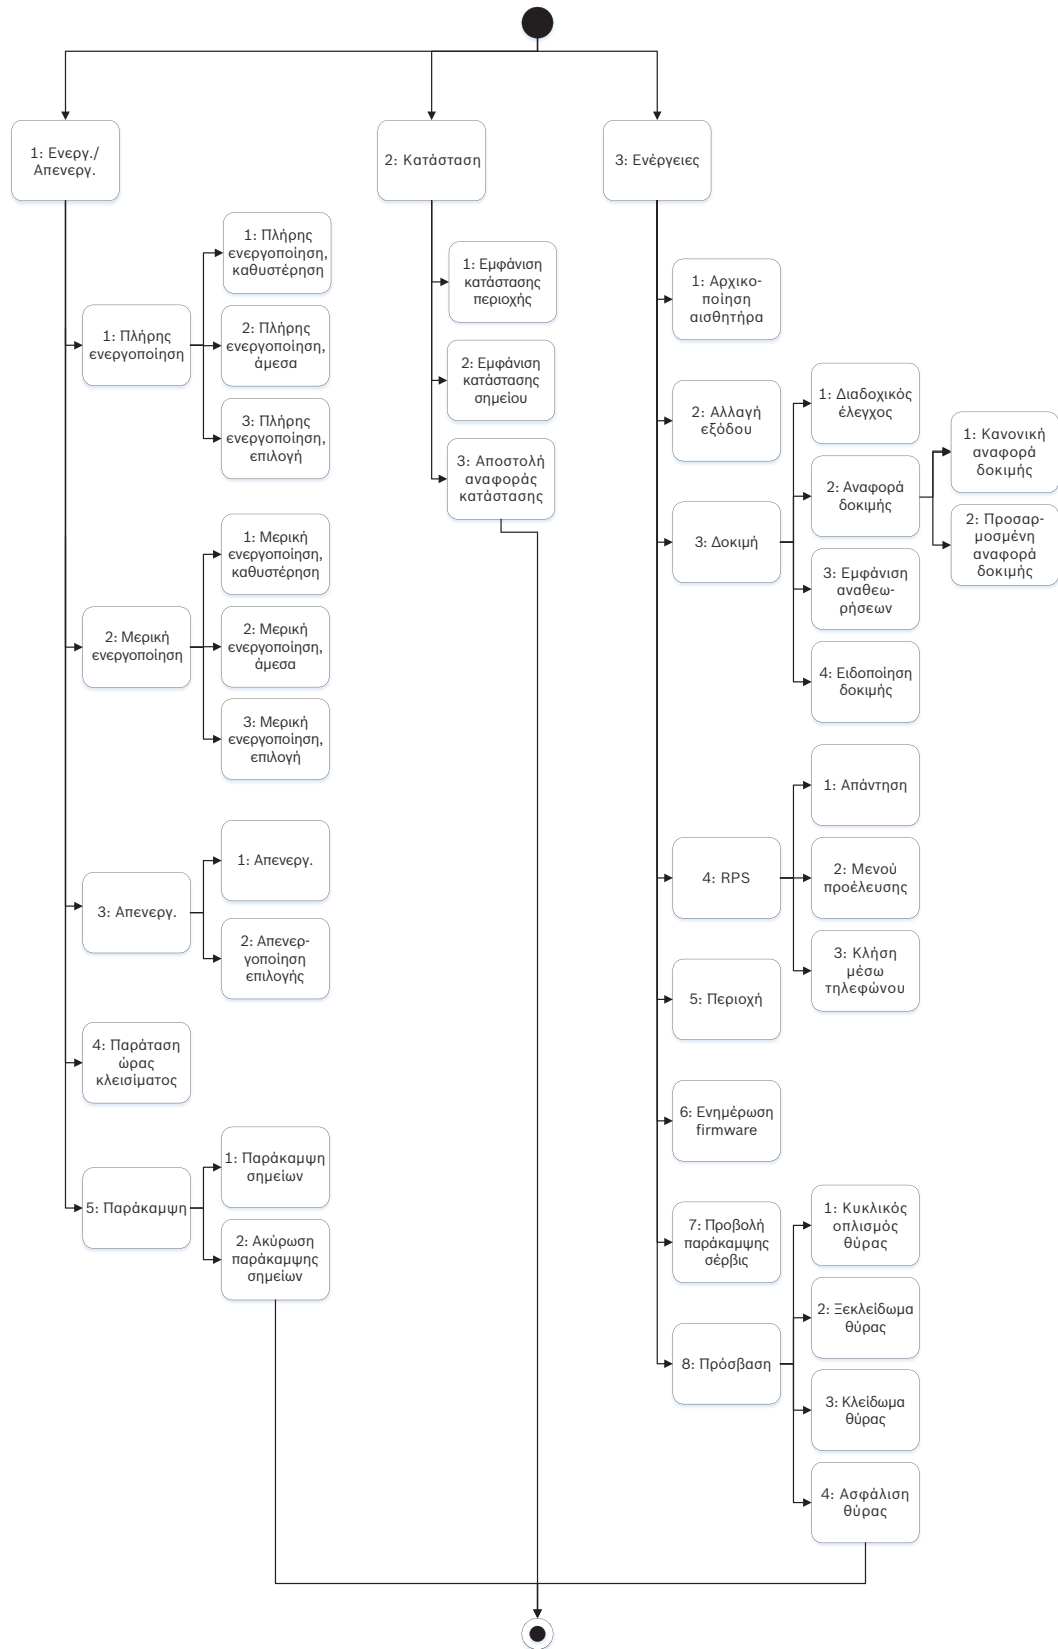 1: Ενεργ./
Απενεργ.
2: Κατάσταση
3: Ενέργειες
1: Πλήρης
ενεργοποίηση
1: Πλήρης
ενεργοποίηση,
καθυστέρηση
2: Πλήρης
ενεργοποίηση,
άμεσα
3: Πλήρης
ενεργοποίηση,
επιλογή
2: Μερική
ενεργοποίηση
1: Μερική
ενεργοποίηση,
καθυστέρηση
2: Μερική
ενεργοποίηση,
άμεσα
3: Μερική
ενεργοποίηση,
επιλογή
3: Απενεργ.
1: Απενεργ.
2: Απενερ-
γοποίηση
επιλογής
4: Παράταση
ώρας
κλεισίματος
5: Παράκαμψη
1: Παράκαμψη
σημείων
2: Ακύρωση
παράκαμψης
σημείων
1: Εμφάνιση
κατάστασης
περιοχής
2: Εμφάνιση
κατάστασης
σημείου
3: Αποστολή
αναφοράς
κατάστασης
1: Αρχικο-
ποίηση
αισθητήρα
2: Αλλαγή
εξόδου
3: Δοκιμή
1: Διαδοχικός
έλεγχος
2: Αναφορά
δοκιμής
1: Κανονική
αναφορά
δοκιμής
2: Προσαρ-
μοσμένη
αναφορά
δοκιμής
3: Εμφάνιση
αναθεω-
ρήσεων
4: Ειδοποίηση
δοκιμής
4: RPS
1: Απάντηση
2: Μενού
προέλευσης
3: Κλήση
μέσω
τηλεφώνου
5: Περιοχή
6: Ενημέρωση
firmware
7: Προβολή
παράκαμψης
σέρβις
8: Πρόσβαση
1: Κυκλικός
οπλισμός
θύρας
2: Ξεκλείδωμα
θύρας
3: Κλείδωμα
θύρας
4: Ασφάλιση
θύρας